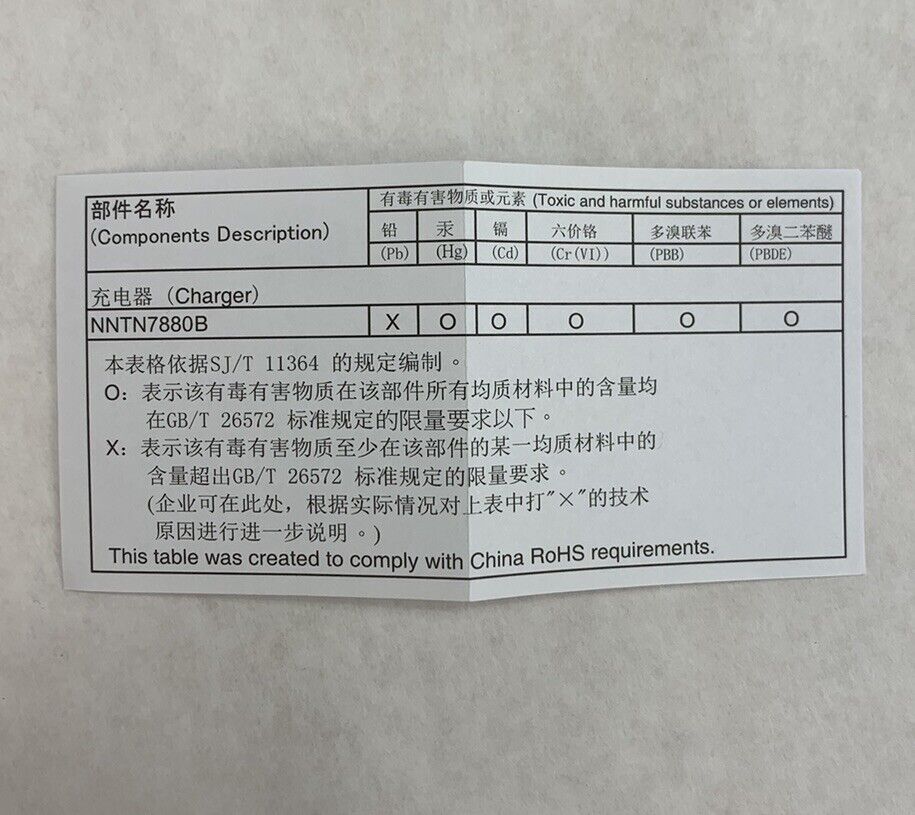 部件名称
(Components Description)
有毒有害物质或元素 (Toxic and harmful substances or elements)
铅 汞 镉 六价铬 多溴联苯 多溴二苯醚
(Pb) (Hg) (Cd) (Cr(VI)) (PBB) (PBDE)
充电器 (Charger)
NNTN7880B X O O O O O
本表格依据SJ/T 11364 的规定编制。
O: 表示该有毒有害物质在该部件所有均质材料中的含量均
在GB/T 26572 标准规定的限量要求以下。
X: 表示该有毒有害物质至少在该部件的某一均质材料中的
含量超出GB/T 26572 标准规定的限量要求。
(企业可在此处, 根据实际情况对上表中打"×"的技术
原因进行进一步说明。)
This table was created to comply with China RoHS requirements.